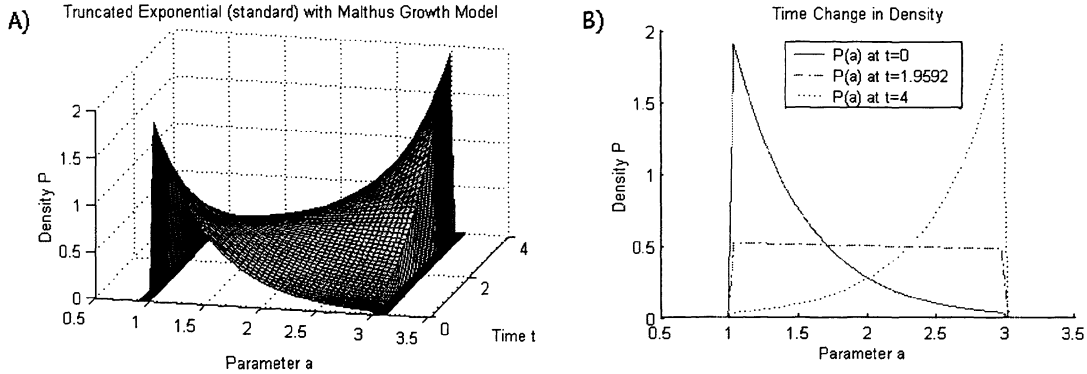 A)
Truncated Exponential (standard) with Malthus Growth Model
2
1.5
1
0.5
0
Density P
0.5
1
1.5
2
2.5
3
3.5
Parameter a
0
2
4
Time t
B)
Time Change in Density
P(a) at t=0
P(a) at t=1.9592
P(a) at t=4
2
1.5
1
0.5
0
Density P
0.5
1
1.5
2
2.5
3
3.5
Parameter a